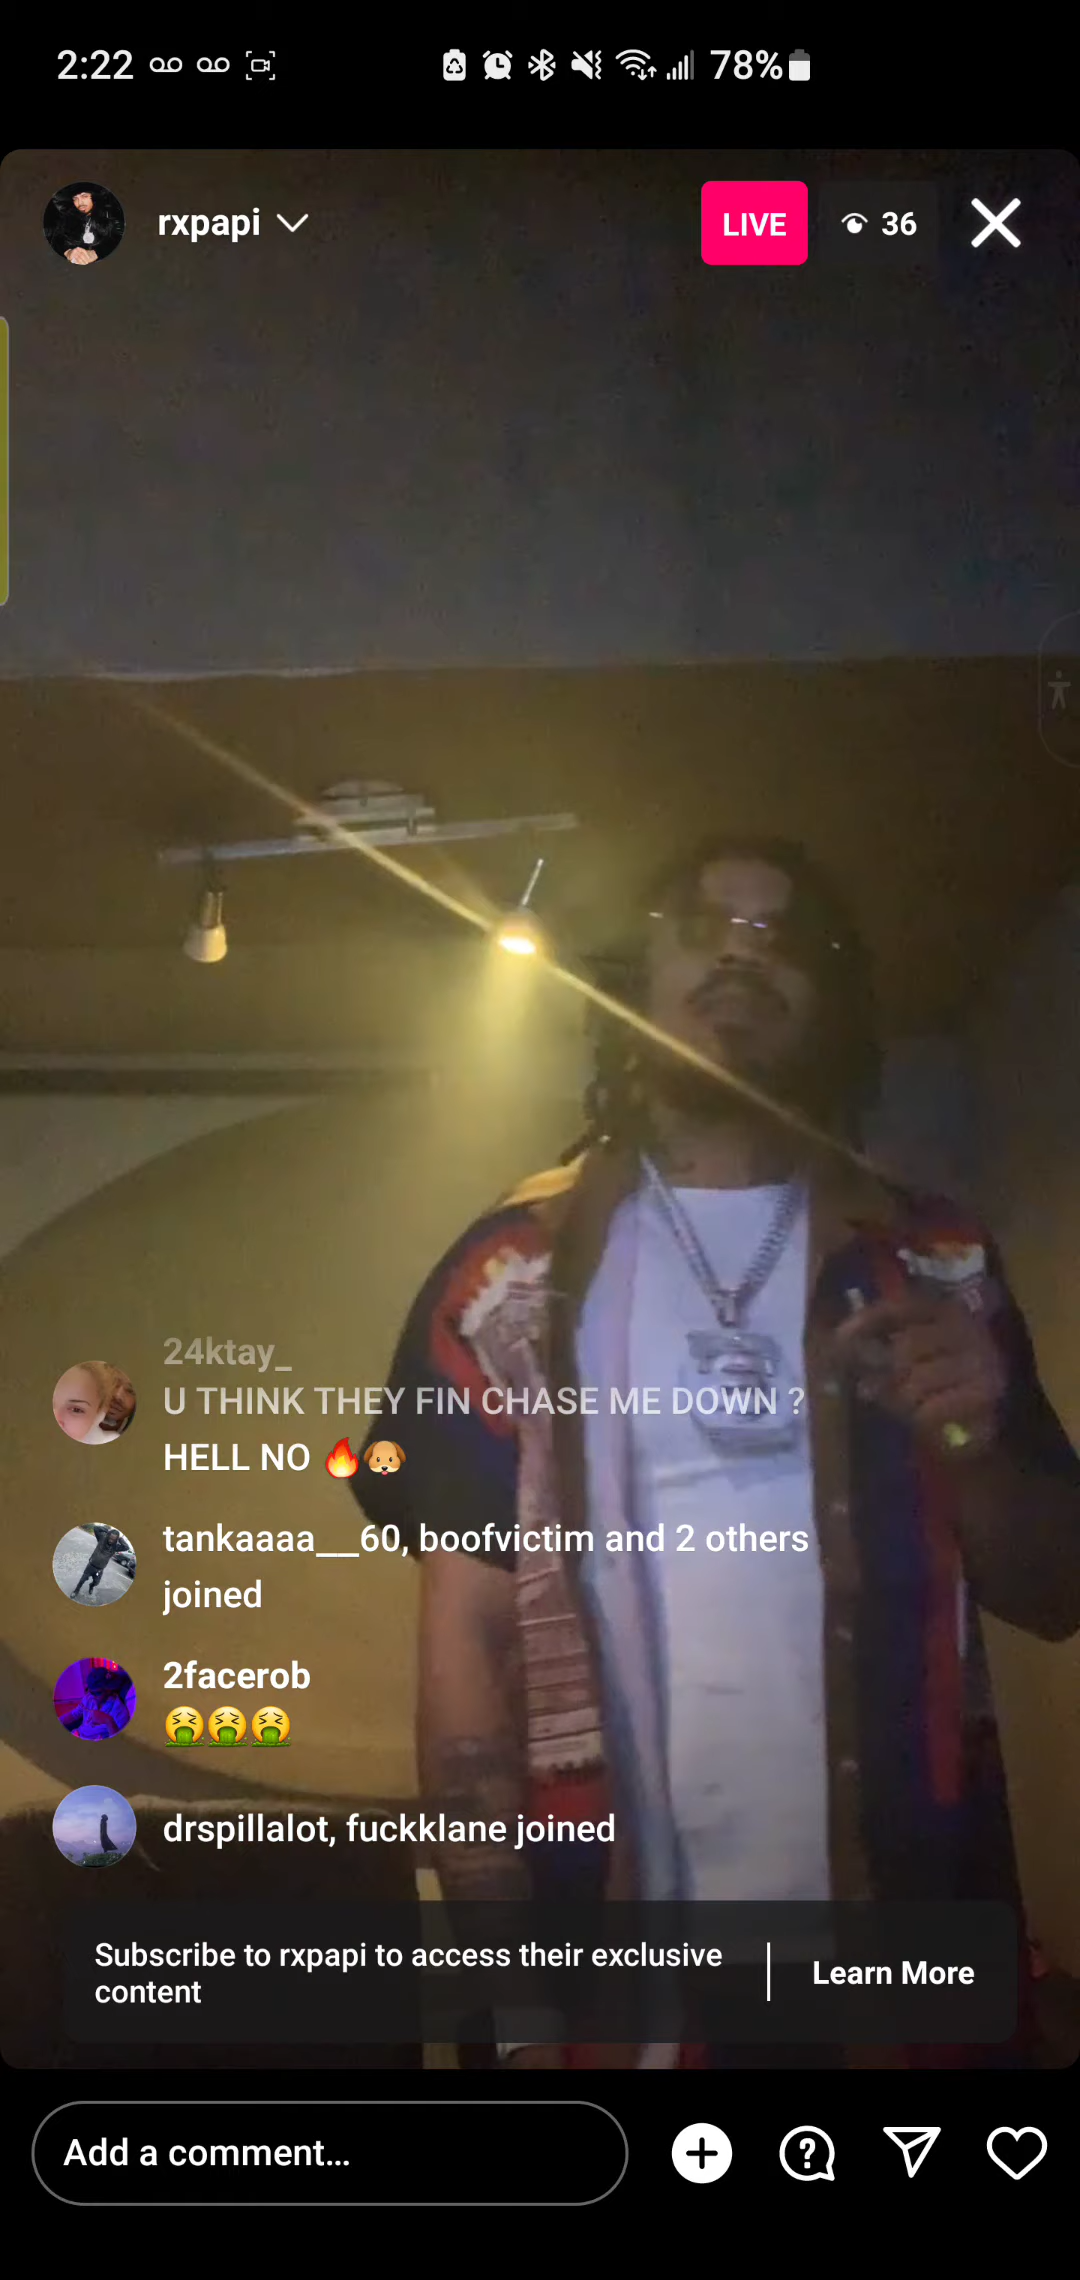 2:22
78%
rxpapi
LIVE
36
24ktay_
U THINK THEY FIN CHASE ME DOWN ?
HELL NO 🔥🐶
tankaaaa__60, boofvictim and 2 others
joined
2facerob
🤮🤮🤮
drspillalot, fuckklane joined
Subscribe to rxpapi to access their exclusive
content
Learn More
Add a comment...